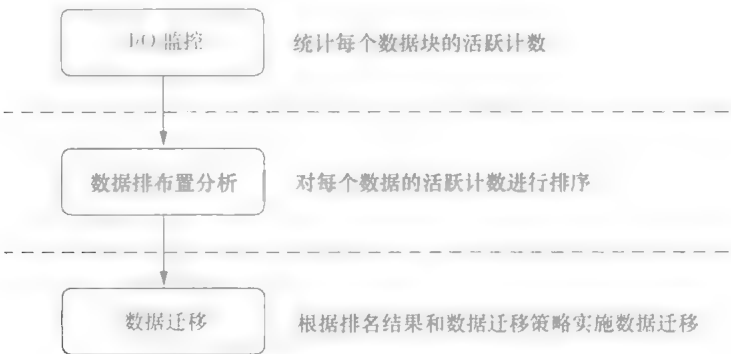 I/O 监控
统计每个数据块的活跃计数
数据排布置分析
对每个数据的活跃计数进行排序
数据迁移
根据排名结果和数据迁移策略实施数据迁移